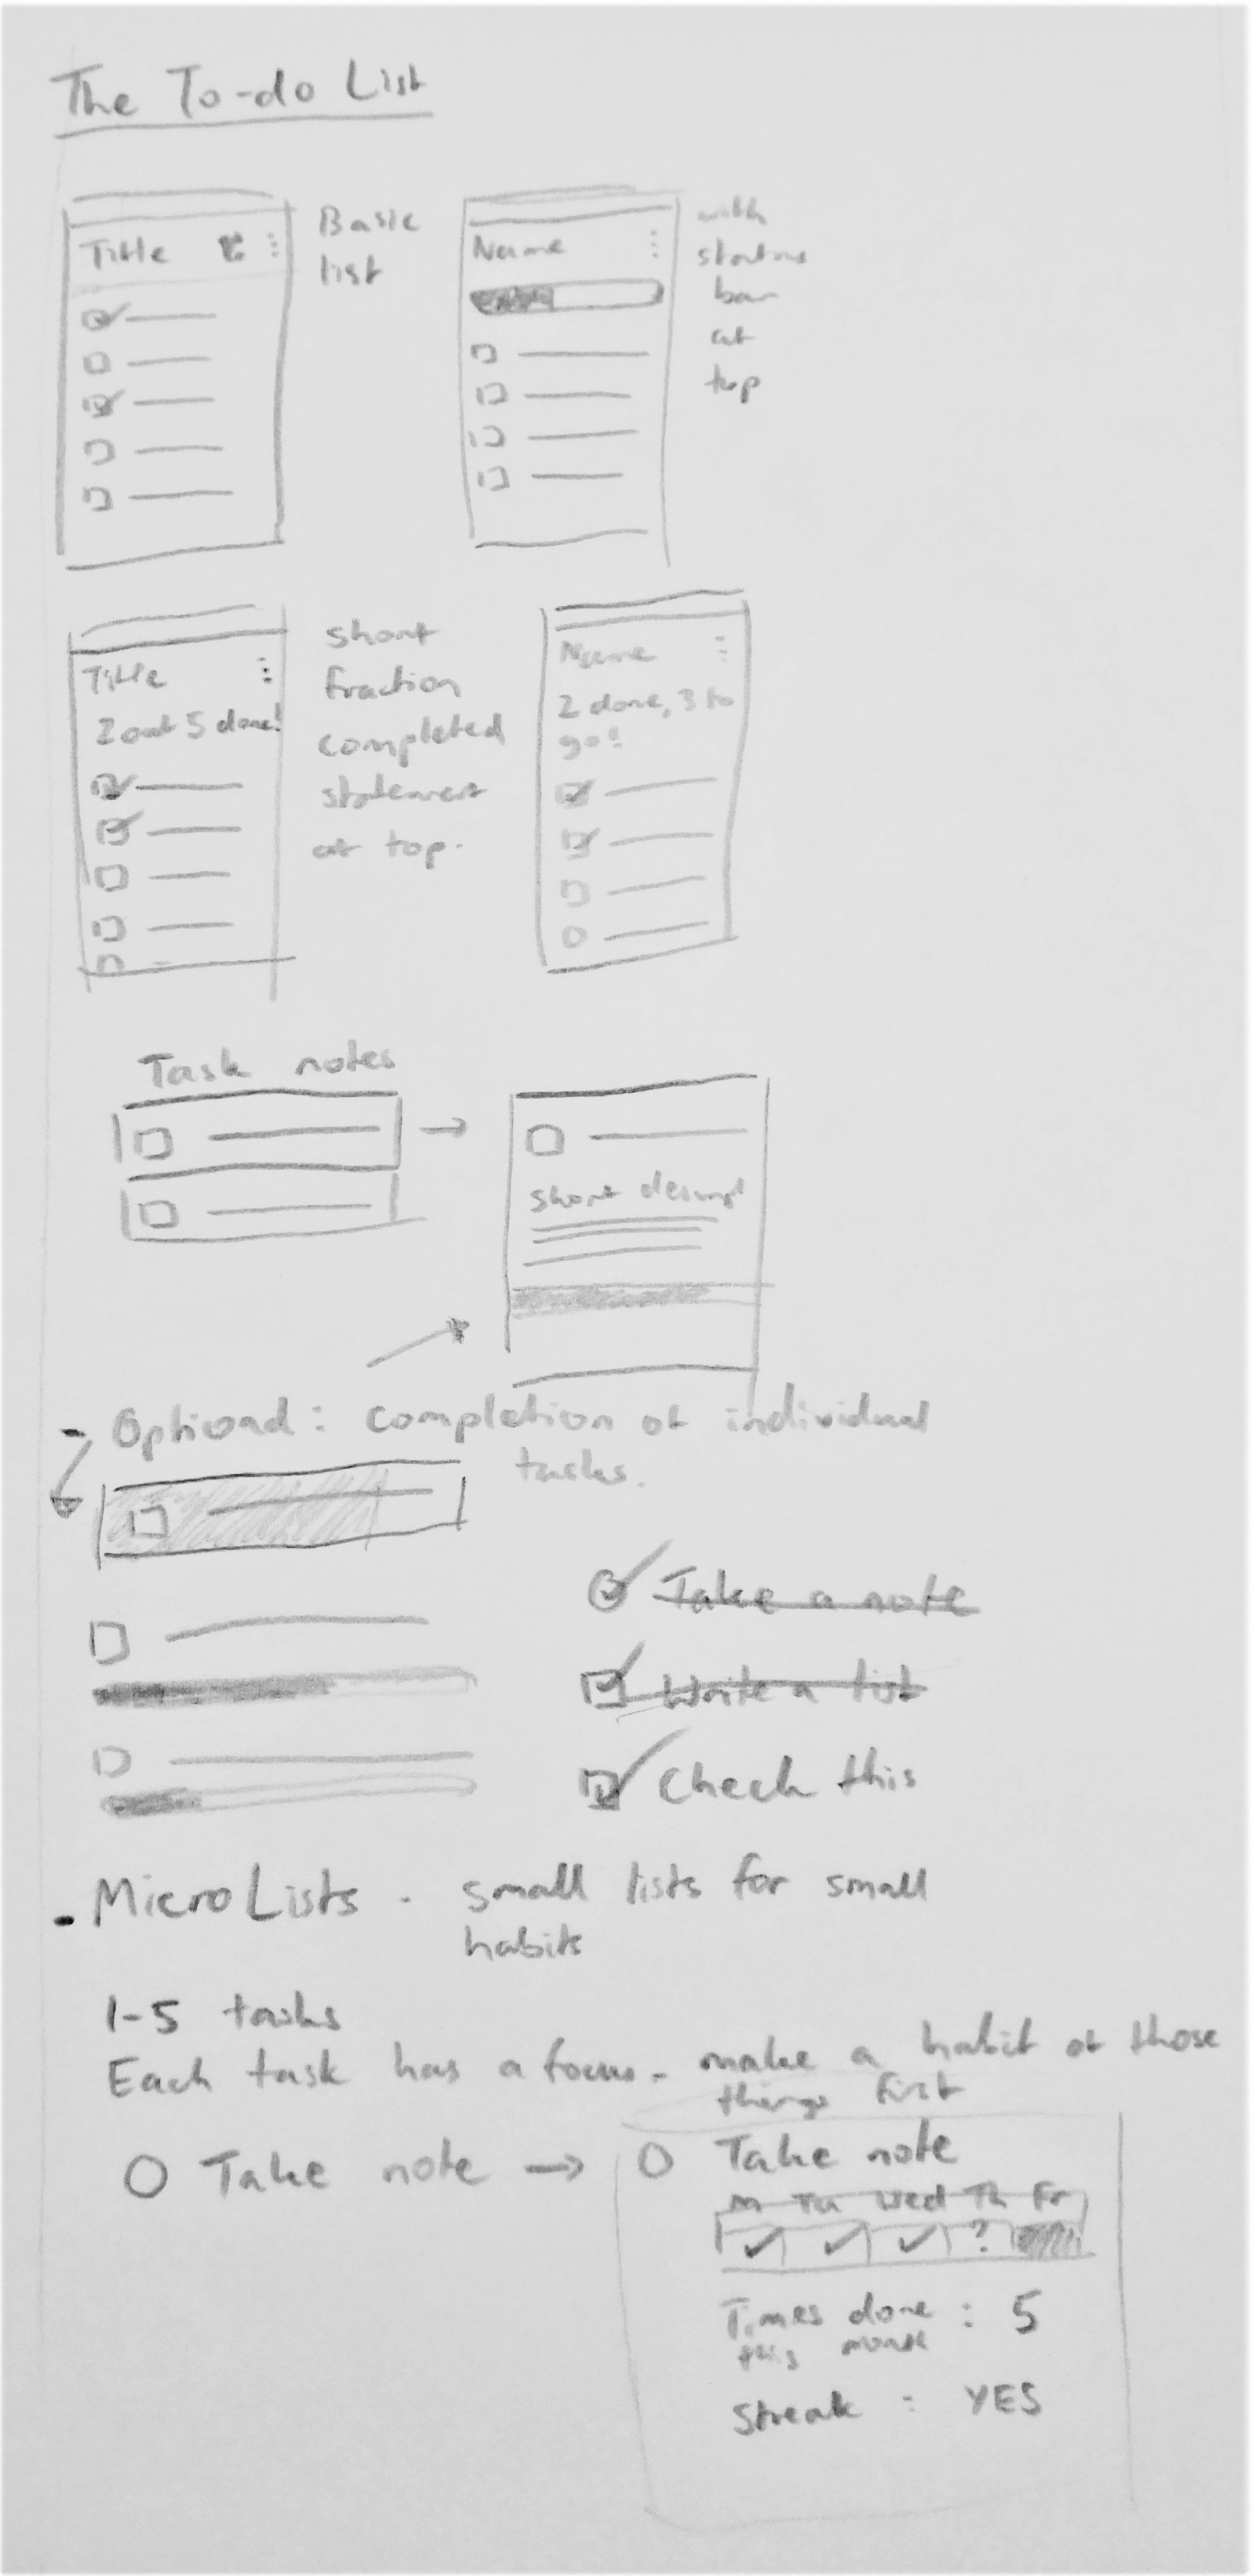 The To-do List
Title
Basic
list
Name
with
status
bar
at
top
Title
2 out 5 done!
short
fraction
completed
statement
at top.
Name
2 done, 3 to
go!
Task notes
short descript
- Optional: completion of individual
tasks.
Take a note
Write a list
Check this
- MicroLists - small lists for small
habits
1-5 tasks
Each task has a focus - make a habit of those
things first
Take note →
Take note
M Tu Wed Th Fr
?
Times done : 5
this month
Streak : YES